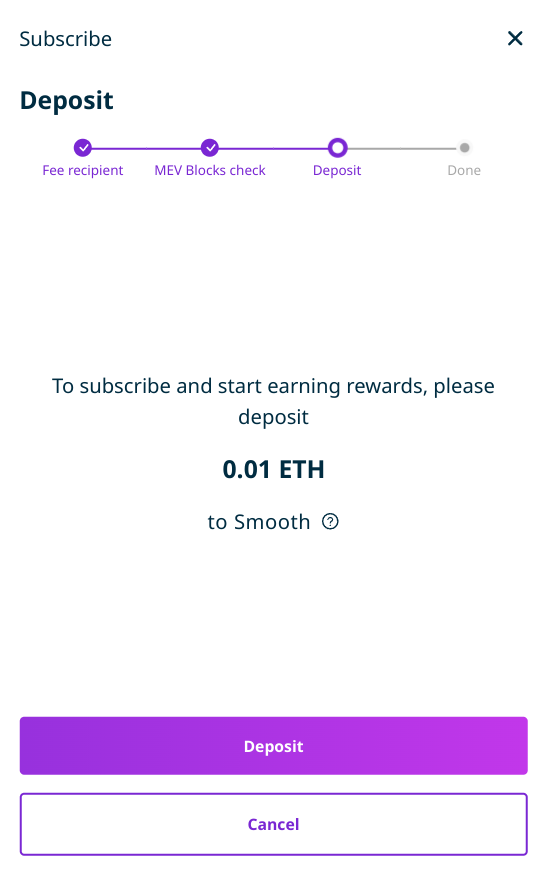 Subscribe
Deposit
Fee recipient MEV Blocks check Deposit Done
To subscribe and start earning rewards, please
deposit
0.01 ETH
to Smooth
Deposit
Cancel